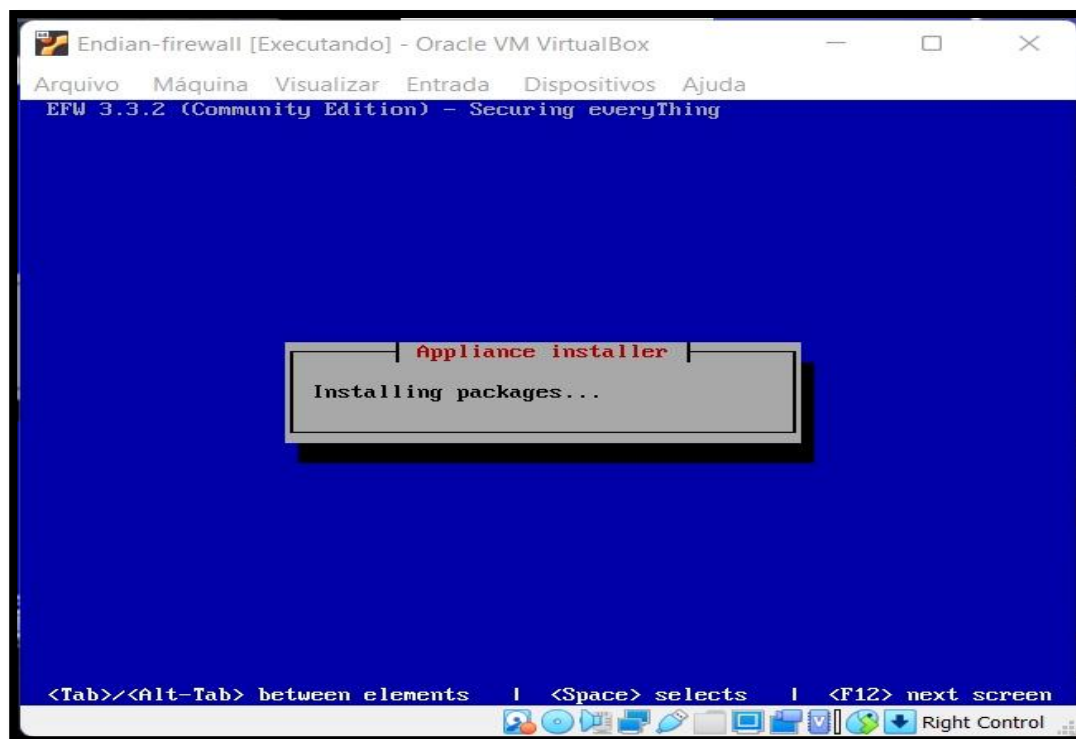 Endian-firewall [Executando] - Oracle VM VirtualBox
Arquivo Máquina Visualizar Entrada Dispositivos Ajuda
EFW 3.3.2 (Community Edition) - Securing everyThing
Appliance installer
Installing packages...
<Tab>/<Alt-Tab> between elements | <Space> selects | <F12> next screen
Right Control